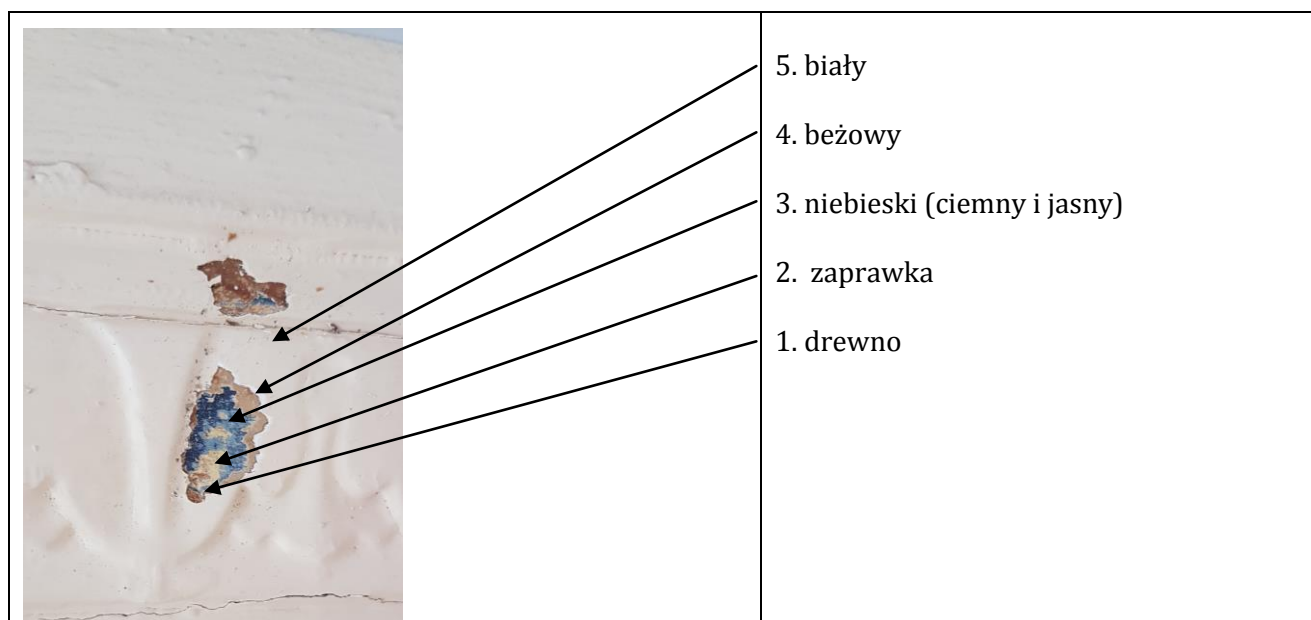 5. biały
4. beżowy
3. niebieski (ciemny i jasny)
2. zaprawka
1. drewno